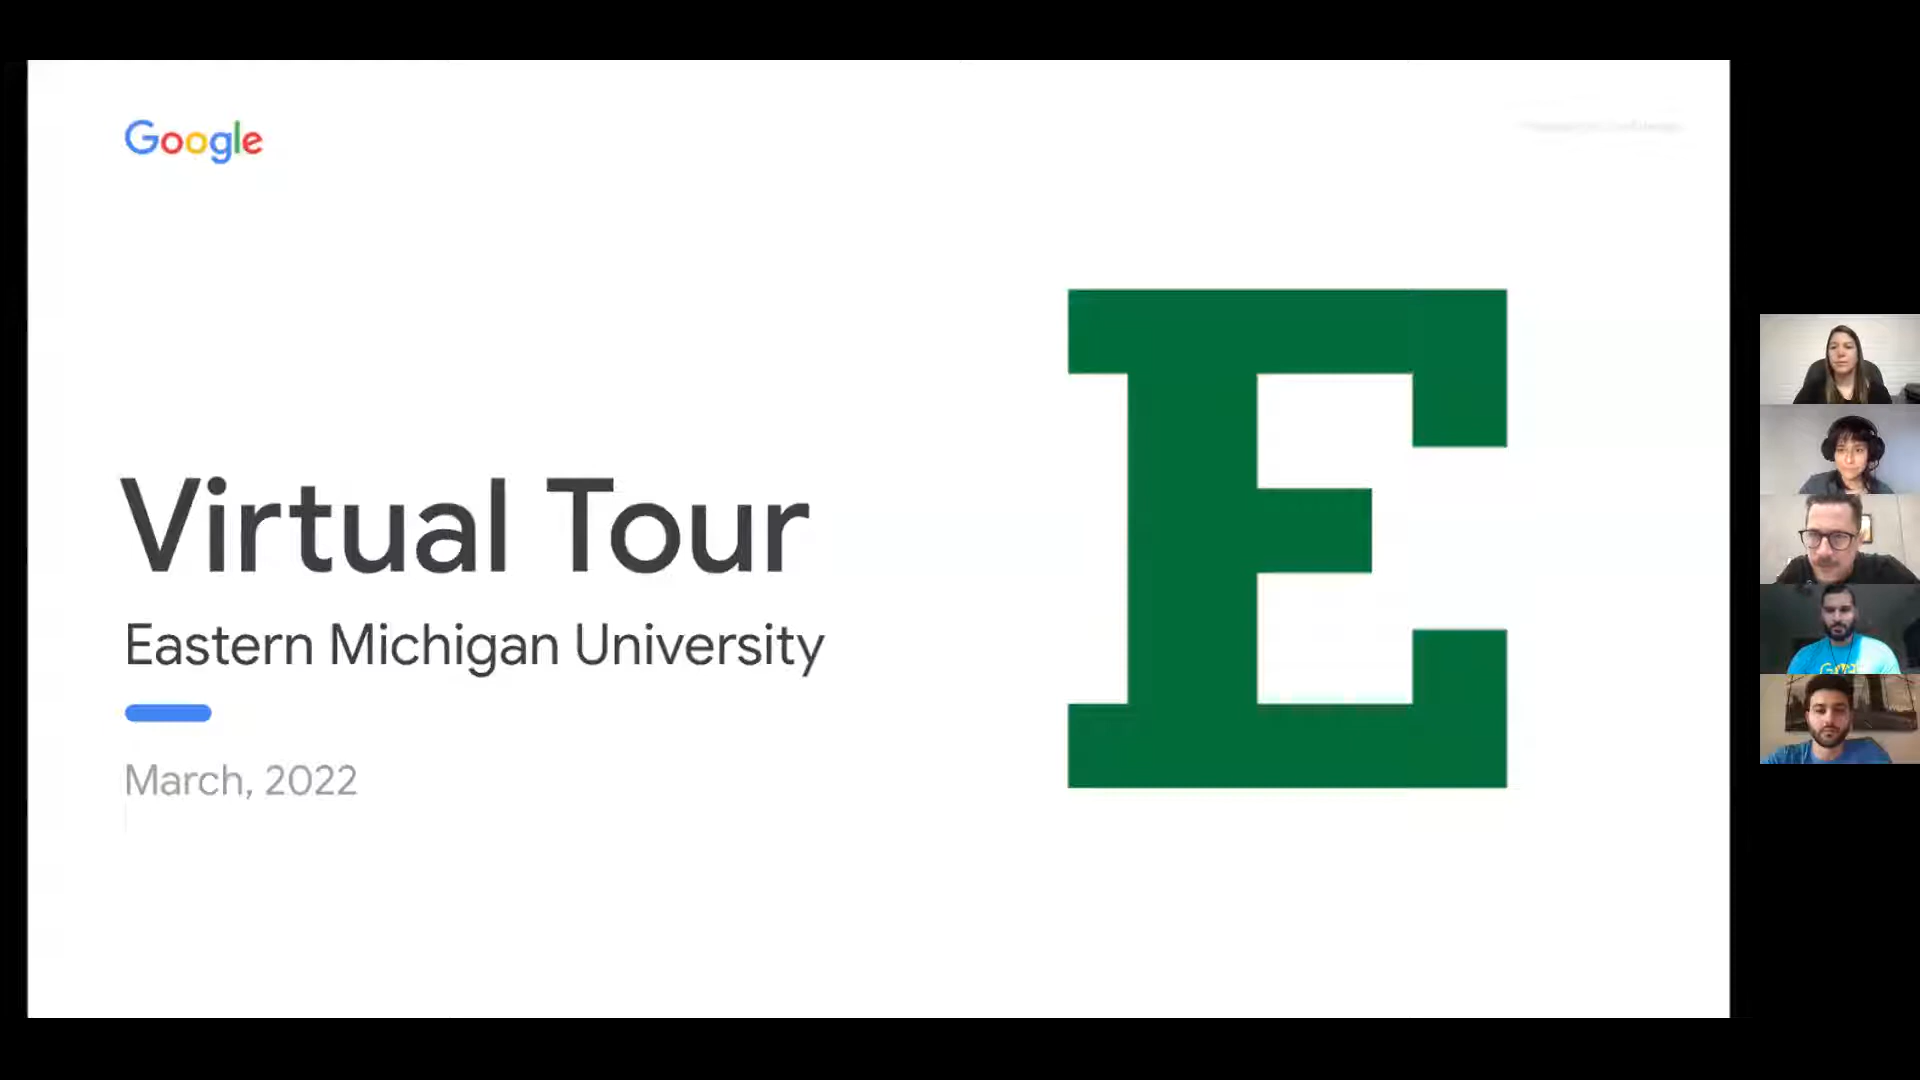 Google
Virtual Tour
Eastern Michigan University
March, 2022
E